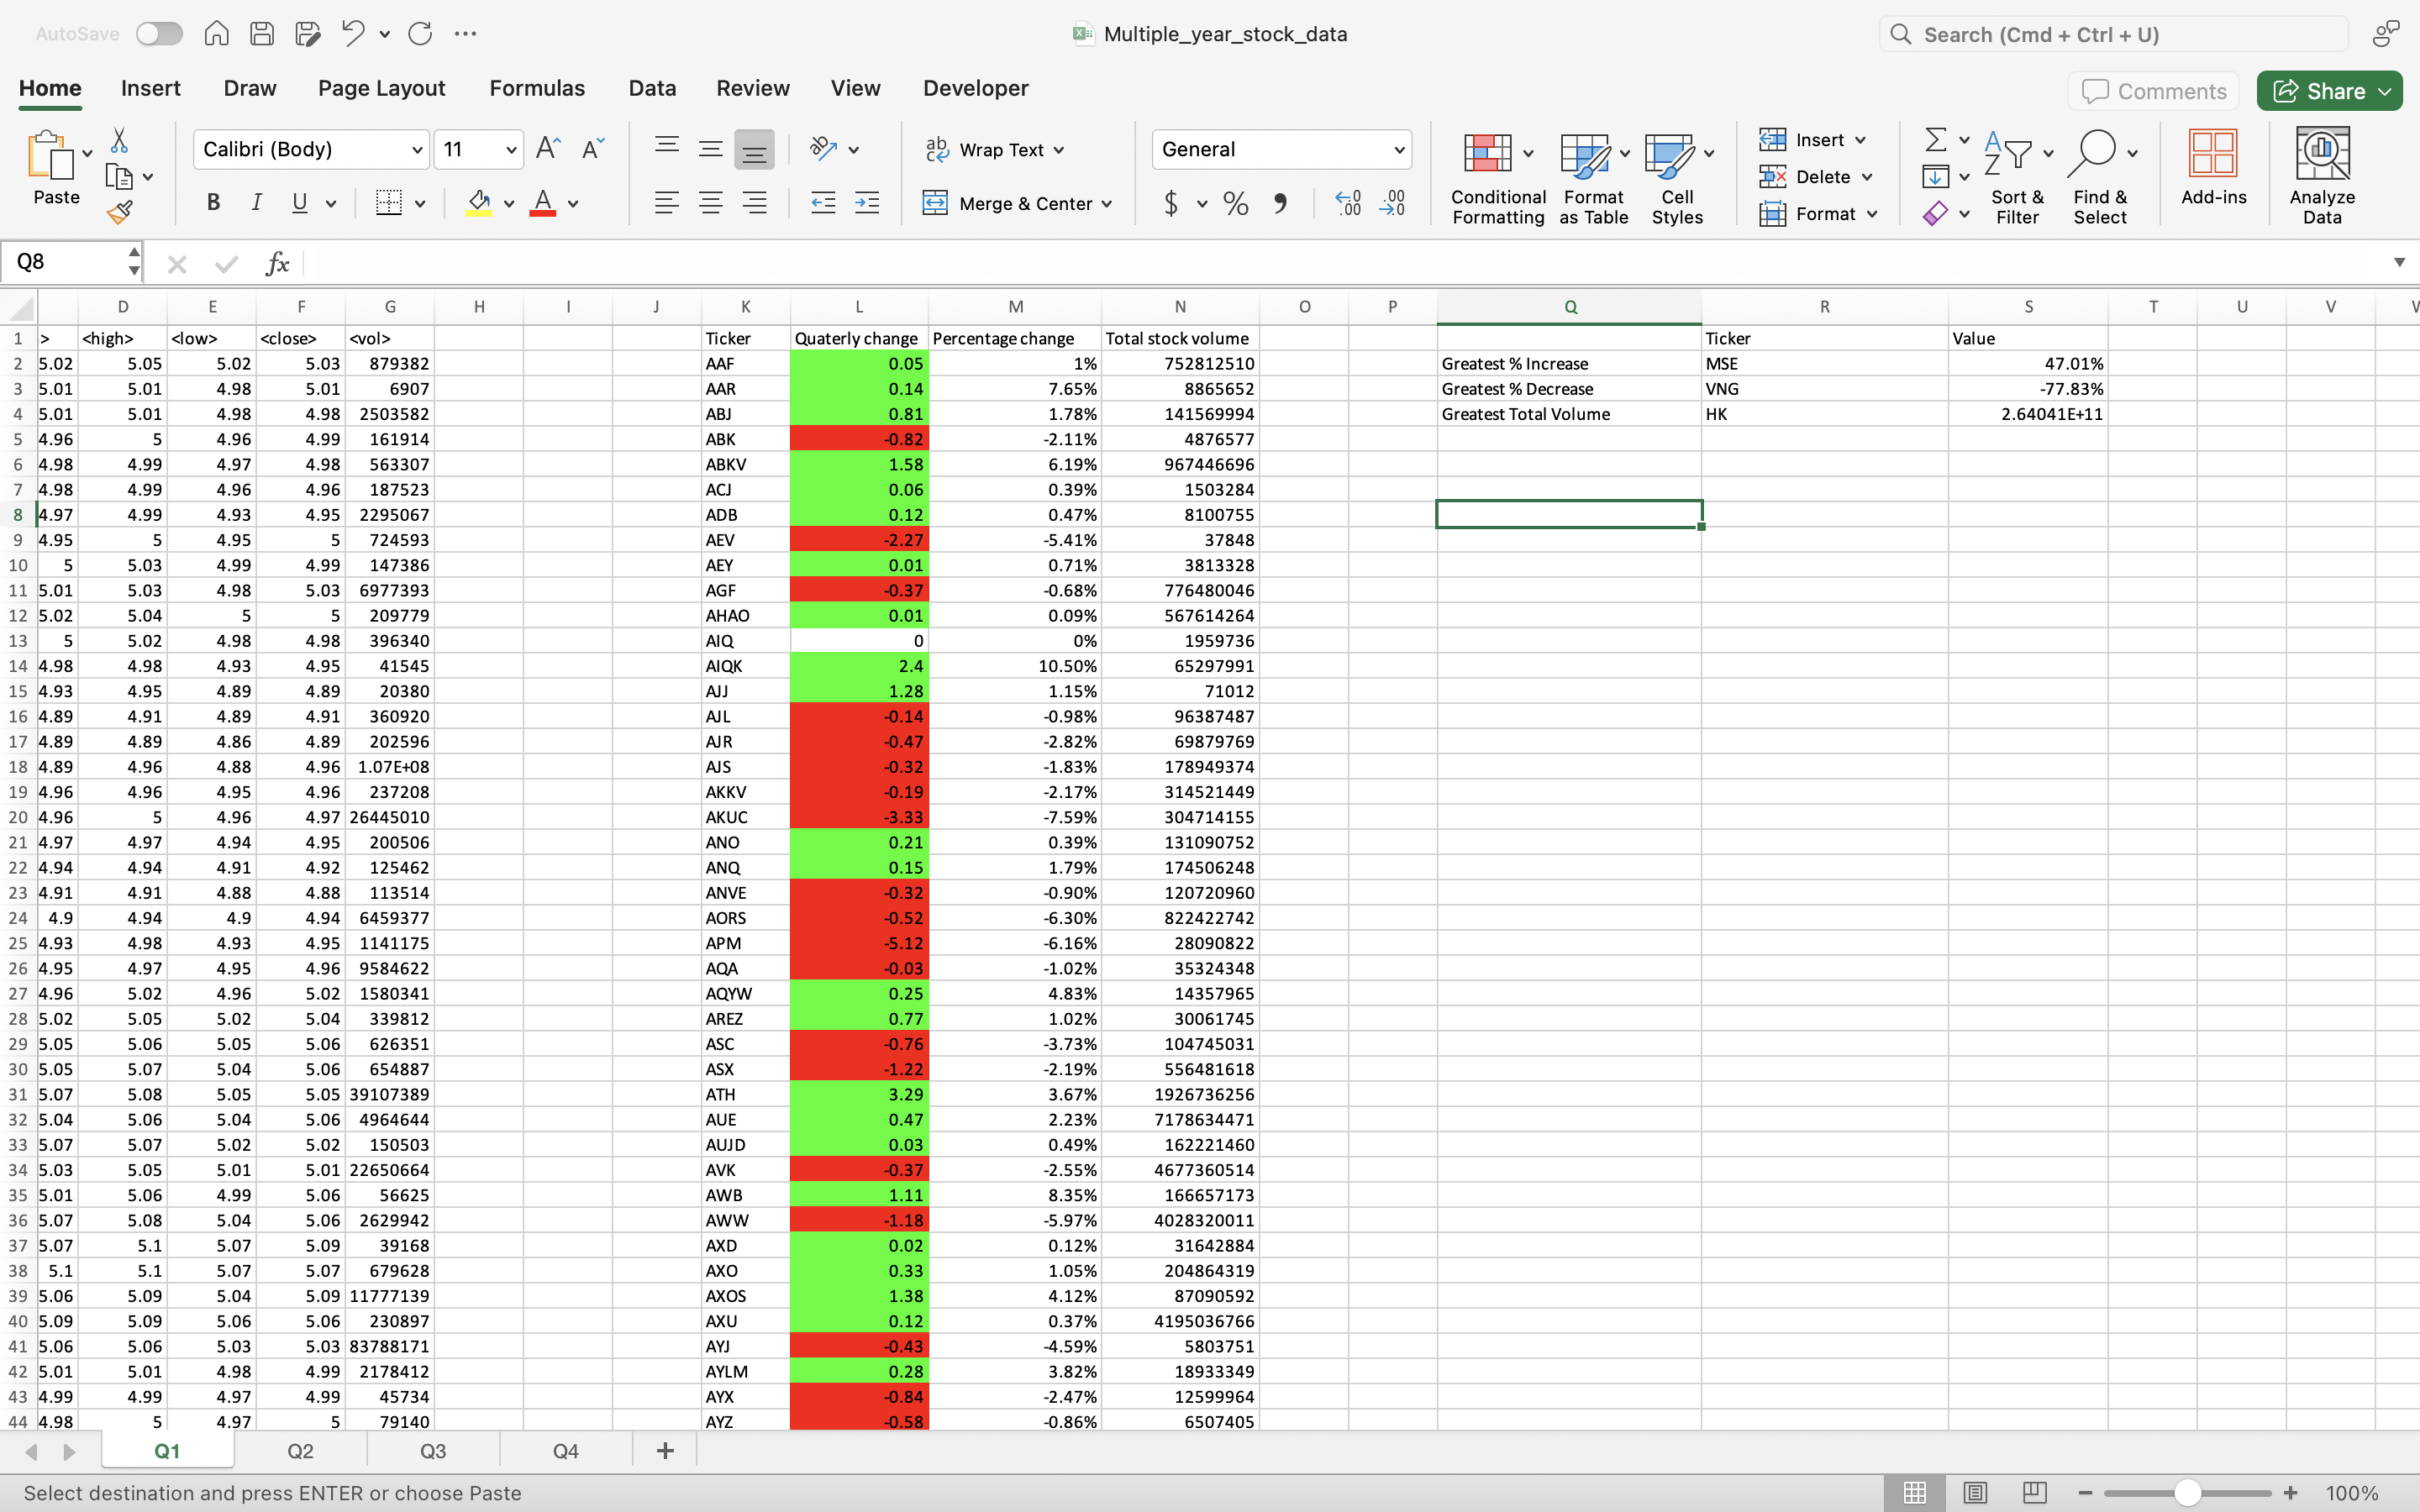 AutoSave Multiple_year_stock_data Search (Cmd + Ctrl + U)
Home Insert Draw Page Layout Formulas Data Review View Developer Comments Share
Paste Calibri (Body) 11 Wrap Text General Conditional Formatting Format as Table Cell Styles Insert Sort & Filter Find & Select Add-ins Analyze Data
B I U Merge & Center $ % Delete
Format
Q8 fx
D E F G H I J K L M N O P Q R S T U V
1 > <high> <low> <close> <vol> Ticker Quaterly change Percentage change Total stock volume Ticker Value
2 5.02 5.05 5.02 5.03 879382 AAF 0.05 1% 752812510 Greatest % Increase MSE 47.01%
3 5.01 5.01 4.98 5.01 6907 AAR 0.14 7.65% 8865652 Greatest % Decrease VNG -77.83%
4 5.01 5.01 4.98 4.98 2503582 ABJ 0.81 1.78% 141569994 Greatest Total Volume HK 2.64041E+11
5 4.96 5 4.96 4.99 161914 ABK -0.82 -2.11% 4876577
6 4.98 4.99 4.97 4.98 563307 ABKV 1.58 6.19% 967446696
7 4.98 4.99 4.96 4.96 187523 ACJ 0.06 0.39% 1503284
8 4.97 4.99 4.93 4.95 2295067 ADB 0.12 0.47% 8100755
9 4.95 5 4.95 5 724593 AEV -2.27 -5.41% 37848
10 5 5.03 4.99 4.99 147386 AEY 0.01 0.71% 3813328
11 5.01 5.03 4.98 5.03 6977393 AGF -0.37 -0.68% 776480046
12 5.02 5.04 5 5 209779 AHAO 0.01 0.09% 567614264
13 5 5.02 4.98 4.98 396340 AIQ 0 0% 1959736
14 4.98 4.98 4.93 4.95 41545 AIQK 2.4 10.50% 65297991
15 4.93 4.95 4.89 4.89 20380 AJJ 1.28 1.15% 71012
16 4.89 4.91 4.89 4.91 360920 AJL -0.14 -0.98% 96387487
17 4.89 4.89 4.86 4.89 202596 AJR -0.47 -2.82% 69879769
18 4.89 4.96 4.88 4.96 1.07E+08 AJS -0.32 -1.83% 178949374
19 4.96 4.96 4.95 4.96 237208 AKKV -0.19 -2.17% 314521449
20 4.96 5 4.96 4.97 26445010 AKUC -3.33 -7.59% 304714155
21 4.97 4.97 4.94 4.95 200506 ANO 0.21 0.39% 131090752
22 4.94 4.94 4.91 4.92 125462 ANQ 0.15 1.79% 174506248
23 4.91 4.91 4.88 4.88 113514 ANVE -0.32 -0.90% 120720960
24 4.9 4.94 4.9 4.94 6459377 AORS -0.52 -6.30% 822422742
25 4.93 4.98 4.93 4.95 1141175 APM -5.12 -6.16% 28090822
26 4.95 4.97 4.95 4.96 9584622 AQA -0.03 -1.02% 35324348
27 4.96 5.02 4.96 5.02 1580341 AQYW 0.25 4.83% 14357965
28 5.02 5.05 5.02 5.04 339812 AREZ 0.77 1.02% 30061745
29 5.05 5.06 5.05 5.06 626351 ASC -0.76 -3.73% 104745031
30 5.05 5.07 5.04 5.06 654887 ASX -1.22 -2.19% 556481618
31 5.07 5.08 5.05 5.05 39107389 ATH 3.29 3.67% 1926736256
32 5.04 5.06 5.04 5.06 4964644 AUE 0.47 2.23% 7178634471
33 5.07 5.07 5.02 5.02 150503 AUJD 0.03 0.49% 162221460
34 5.03 5.05 5.01 5.01 22650664 AVK -0.37 -2.55% 4677360514
35 5.01 5.06 4.99 5.06 56625 AWB 1.11 8.35% 166657173
36 5.07 5.08 5.04 5.06 2629942 AWW -1.18 -5.97% 4028320011
37 5.07 5.1 5.07 5.09 39168 AXD 0.02 0.12% 31642884
38 5.1 5.1 5.07 5.07 679628 AXO 0.33 1.05% 204864319
39 5.06 5.09 5.04 5.09 11777139 AXOS 1.38 4.12% 87090592
40 5.09 5.09 5.06 5.06 230897 AXU 0.12 0.37% 4195036766
41 5.06 5.06 5.03 5.03 83788171 AYJ -0.43 -4.59% 5803751
42 5.01 5.01 4.98 4.99 2178412 AYLM 0.28 3.82% 18933349
43 4.99 4.99 4.97 4.99 45734 AYX -0.84 -2.47% 12599964
44 4.98 5 4.97 5 79140 AYZ -0.58 -0.86% 6507405
Q1 Q2 Q3 Q4 +
Select destination and press ENTER or choose Paste 100%